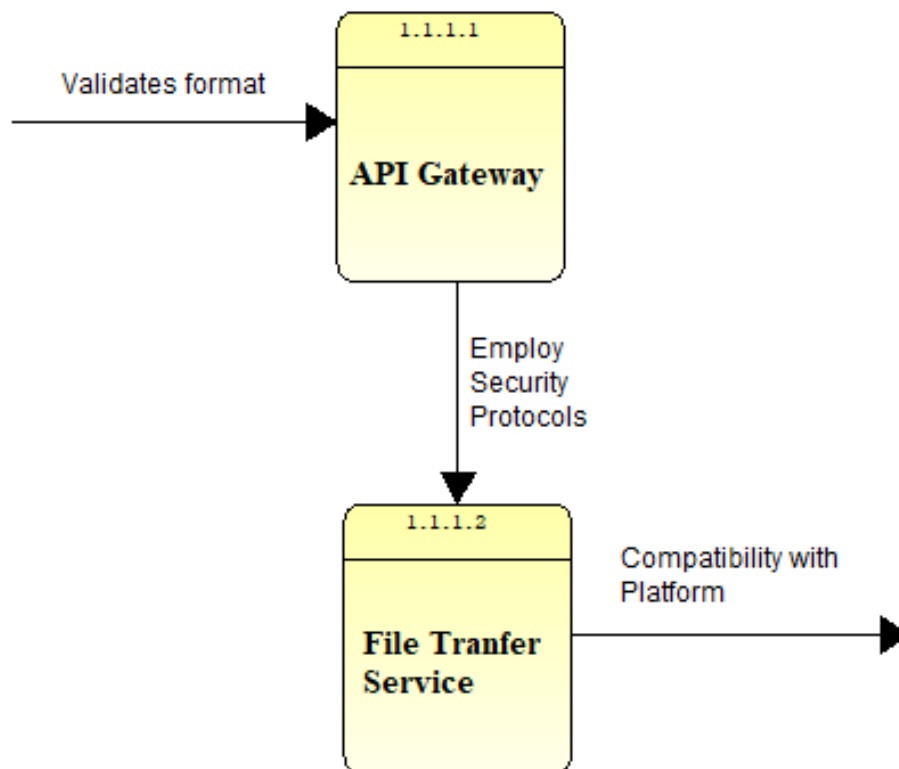 1.1.1.1
Validates format
API Gateway
Employ
Security
Protocols
1.1.1.2
Compatibility with
Platform
File Tranfer
Service